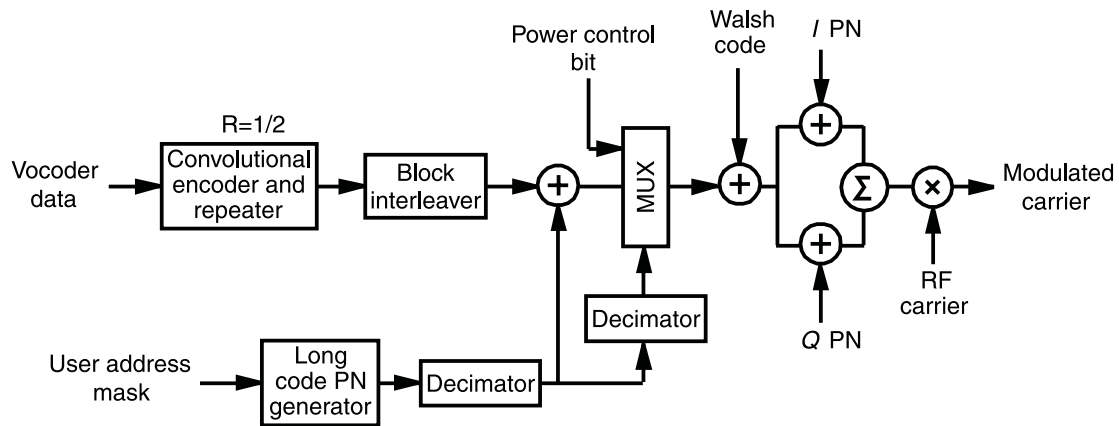 Power control
bit
Walsh
code
I PN
R=1/2
Vocoder
data
Convolutional
encoder and
repeater
Block
interleaver
+
MUX
+
+
Σ
×
+
Modulated
carrier
RF
carrier
Q PN
Decimator
User address
mask
Long
code PN
generator
Decimator